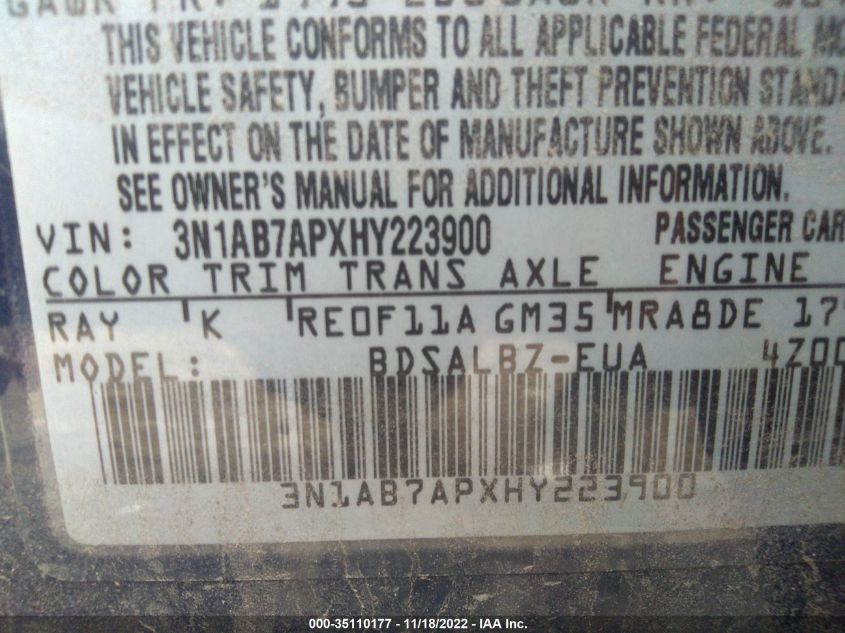 THIS VEHICLE CONFORMS TO ALL APPLICABLE FEDERAL
VEHICLE SAFETY, BUMPER AND THEFT PREVENTION
IN EFFECT ON THE DATE OF MANUFACTURE SHOWN ABOVE.
SEE OWNER'S MANUAL FOR ADDITIONAL INFORMATION.
VIN: 3N1AB7APXHY223900 PASSENGER CAR
COLOR TRIM TRANS AXLE ENGINE
RAY K RE0F11A GM35 MRA8DE
MODEL: BDSALBZ-EUA
3N1AB7APXHY223900
000-35110177 - 11/18/2022 - IAA Inc.